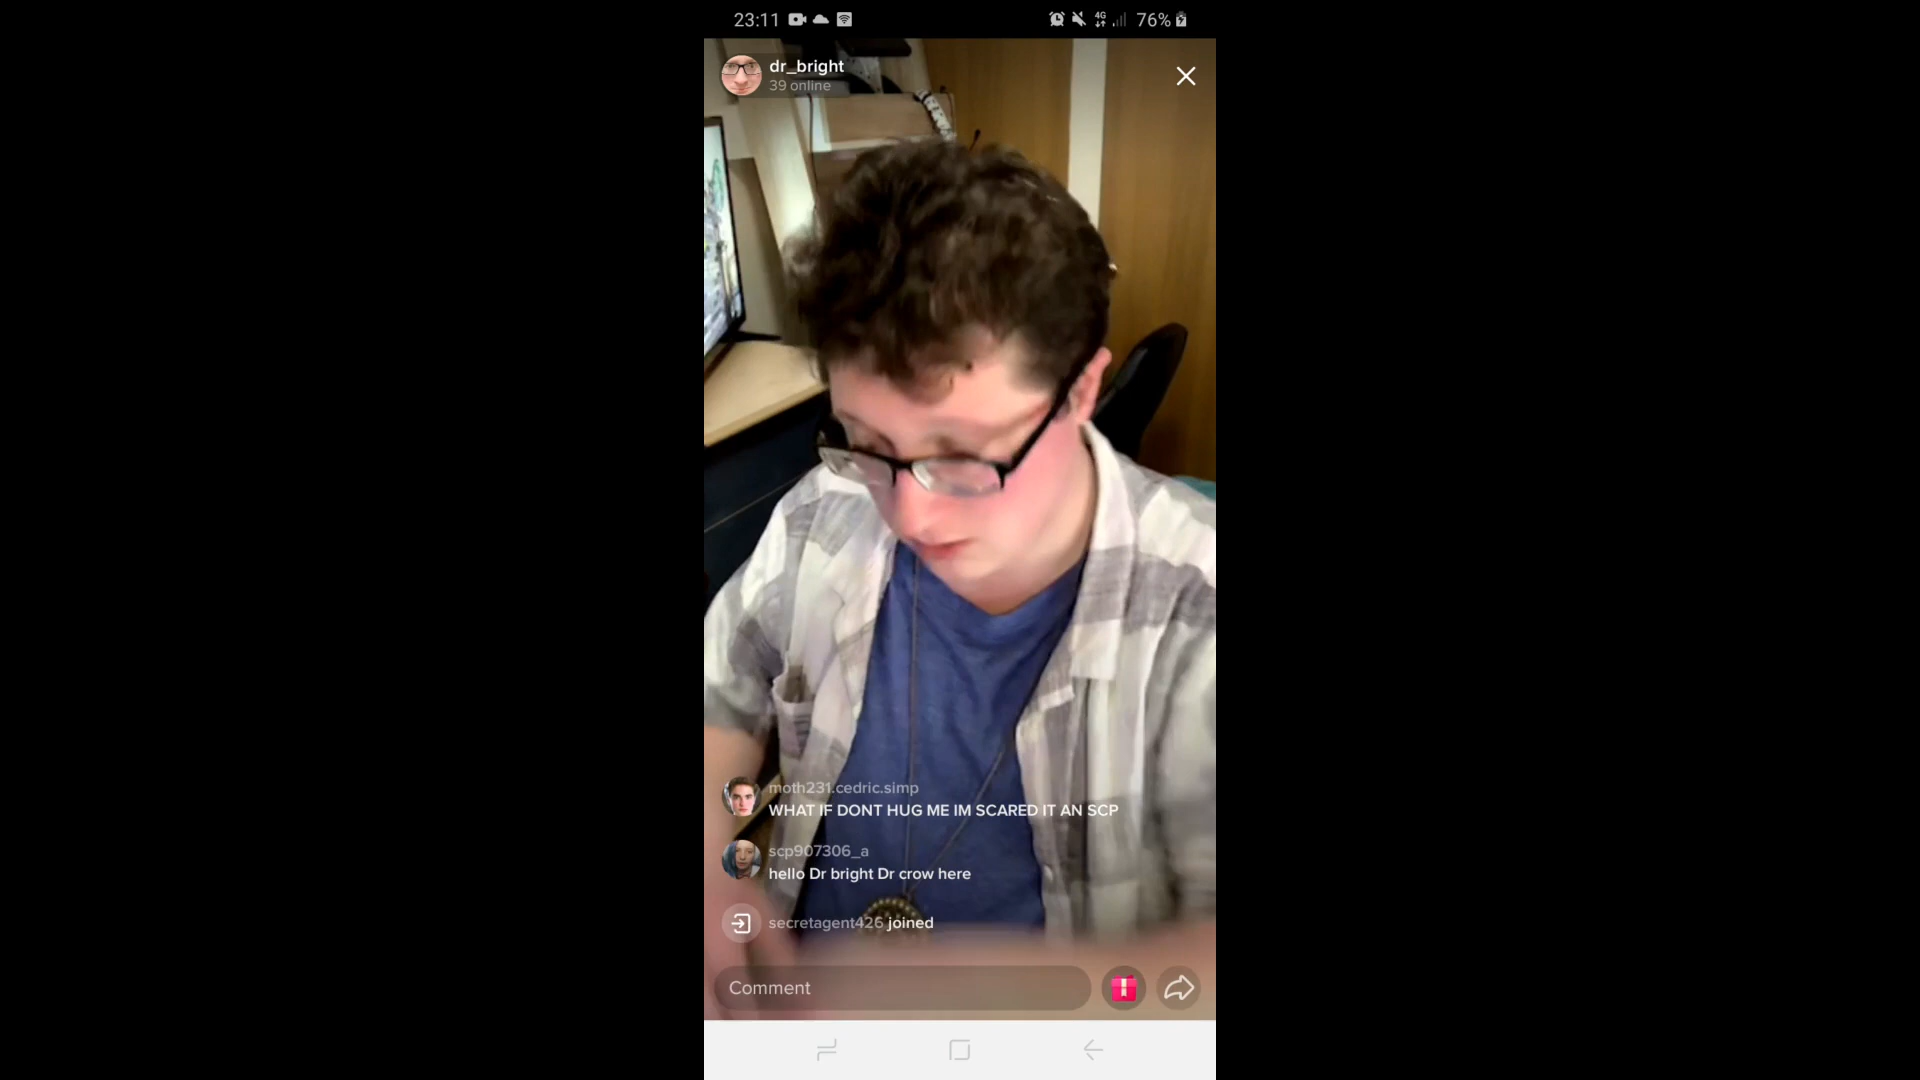 23:11
4G
76%
dr_bright
39 online
moth231.cedric.simp
WHAT IF DONT HUG ME IM SCARED IT AN SCP
scp907306_a
hello Dr bright Dr crow here
secretagent426 joined
Comment